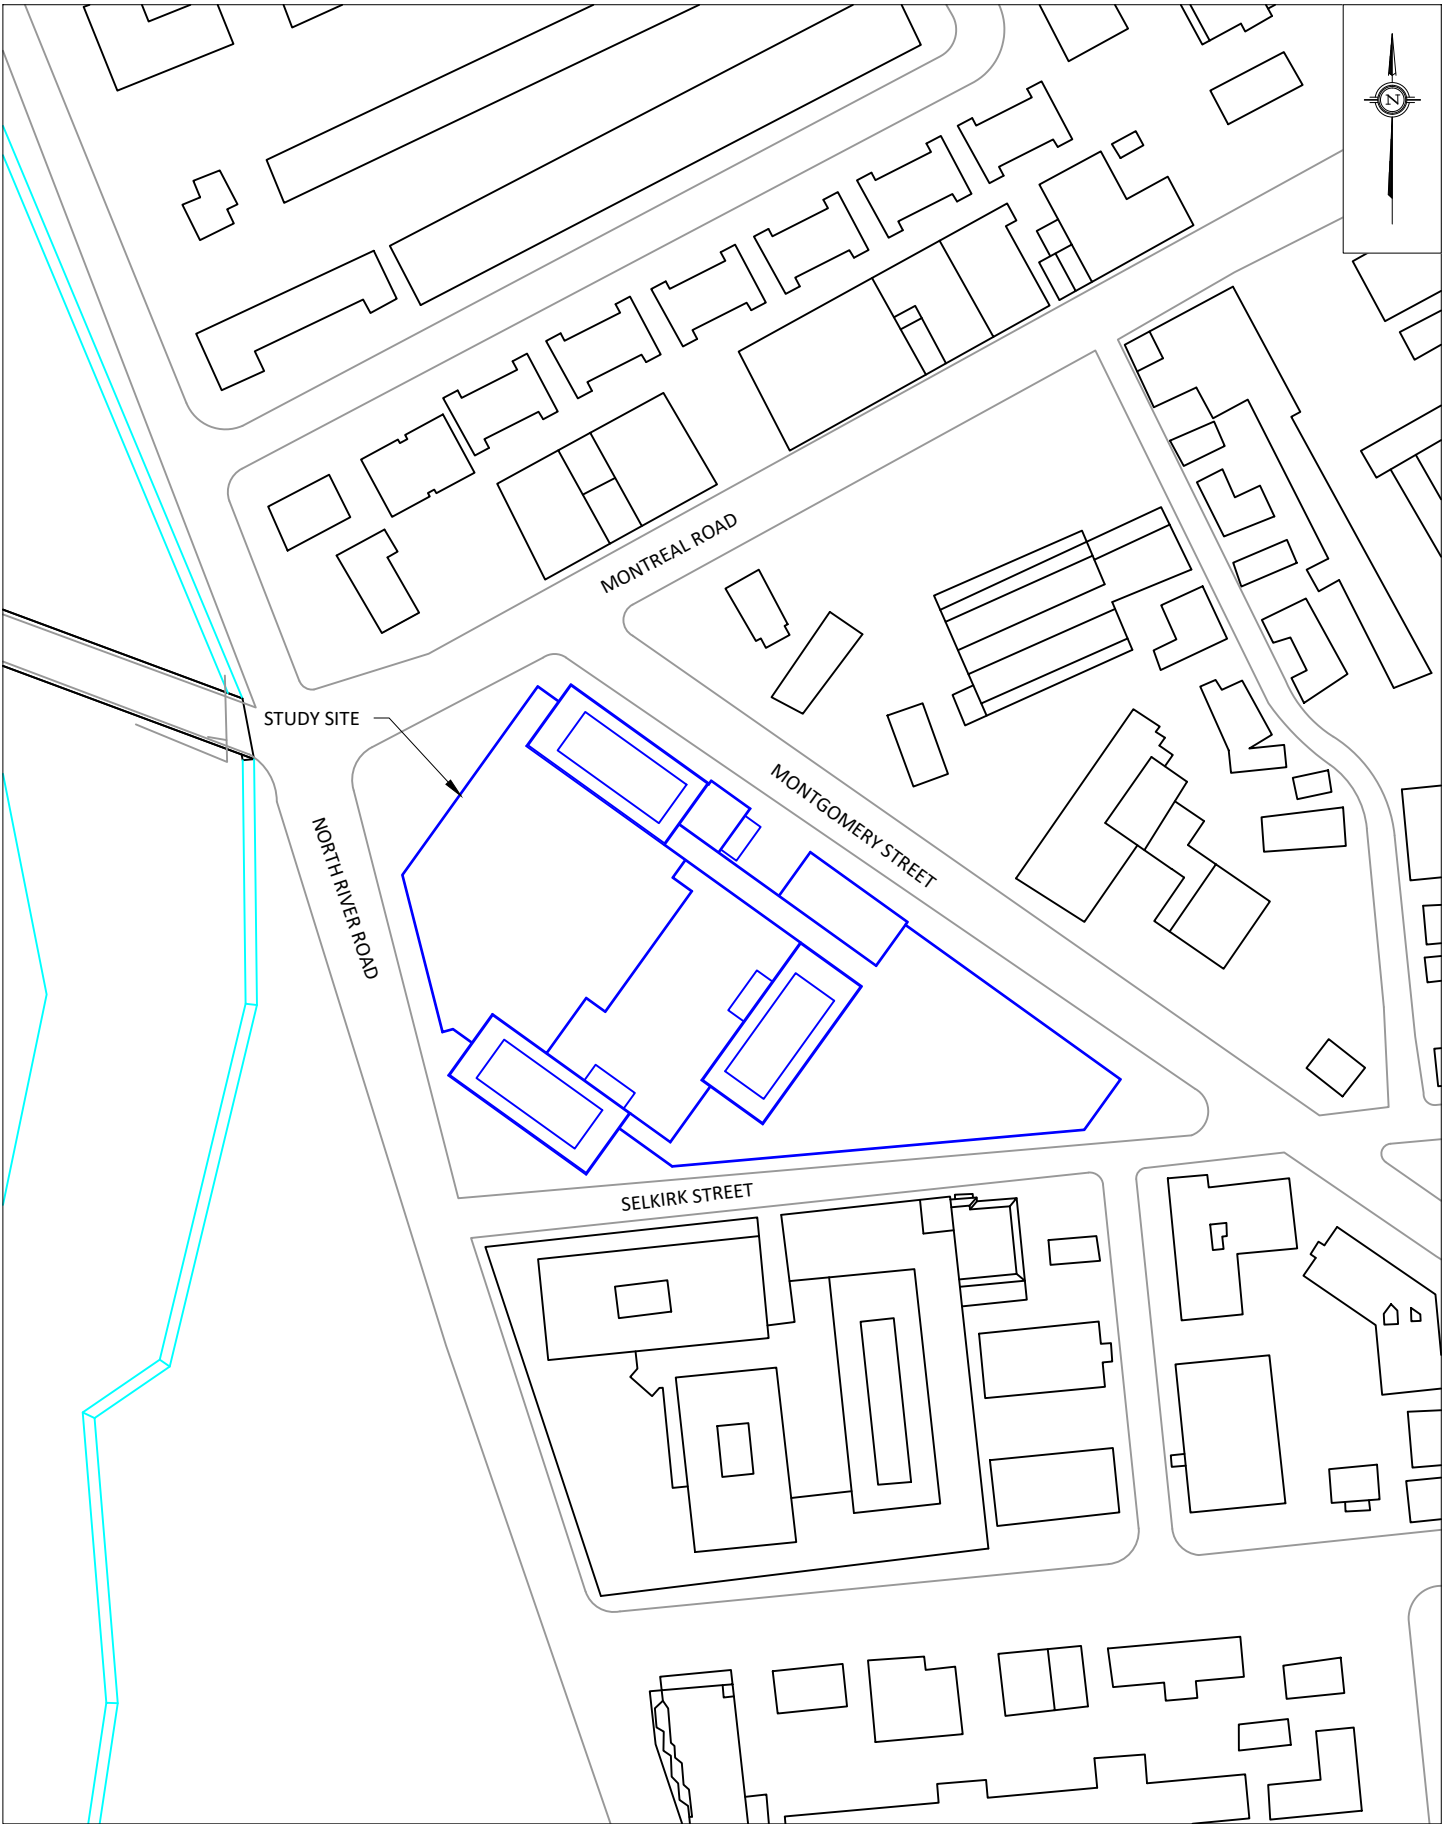 N
MONTREAL ROAD
STUDY SITE
MONTGOMERY STREET
NORTH RIVER ROAD
SELKIRK STREET